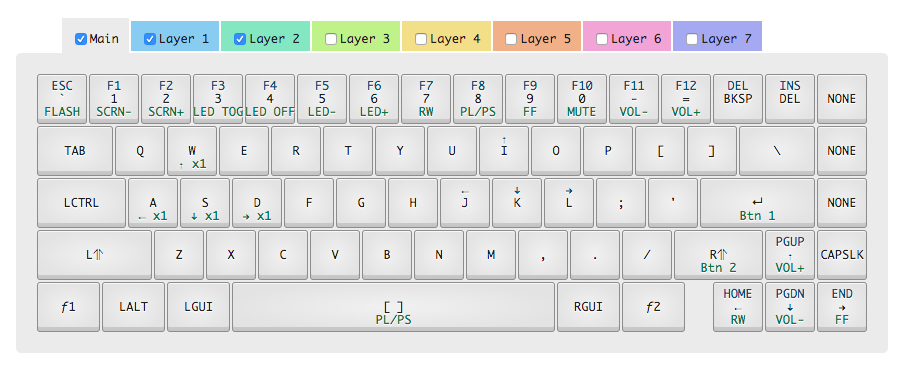 Main Layer 1 Layer 2 Layer 3 Layer 4 Layer 5 Layer 6 Layer 7
ESC F1 F2 F3 F4 F5 F6 F7 F8 F9 F10 F11 F12 DEL INS
` 1 2 3 4 5 6 7 8 9 0 - = BKSP DEL NONE
FLASH SCRN- SCRN+ LED TOG LED OFF LED- LED+ RW PL/PS FF MUTE VOL- VOL+
↑
TAB Q W E R T Y U I O P [ ] \ NONE
↑ x1
← ↓ →
LCTRL A S D F G H J K L ; ' ↵ NONE
← x1 ↓ x1 → x1 Btn 1
PGUP
L⇑ Z X C V B N M , . / R⇑ ↑ CAPSLK
Btn 2 VOL+
HOME PGDN END
ƒ1 LALT LGUI [ ] RGUI ƒ2 ← ↓ →
PL/PS RW VOL- FF